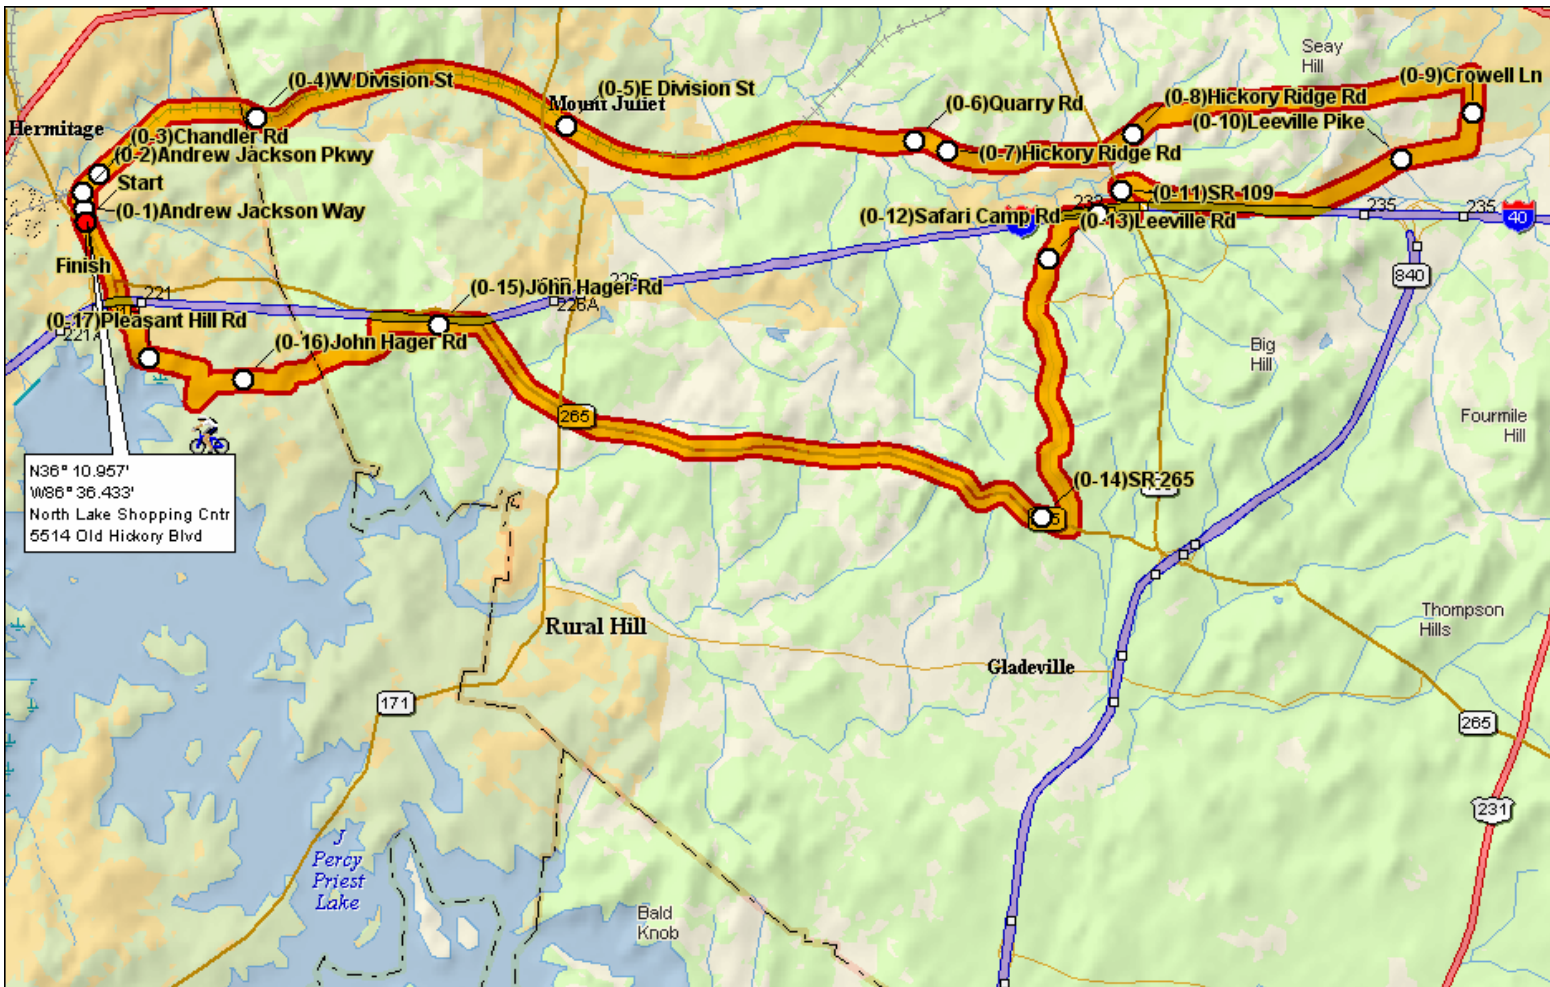 Seay
Hill
(0-9)Crowell Ln
(0-4)W Division St
(0-5)E Division St
Mount Juliet
(0-8)Hickory Ridge Rd
(0-6)Quarry Rd
(0-10)Leeville Pike
Hermitage
(0-3)Chandler Rd
(0-2)Andrew Jackson Pkwy
(0-7)Hickory Ridge Rd
Start
(0-11)SR 109
(0-1)Andrew Jackson Way
(0-12)Safari Camp Rd
(0-13)Leeville Rd
235
235
40
Finish
840
(0-15)John Hager Rd
221
226A
(0-17)Pleasant Hill Rd
221A
(0-16)John Hager Rd
Big
Hill
265
Fourmile
Hill
N36° 10.957'
W86° 36.433'
North Lake Shopping Cntr
5514 Old Hickory Blvd
(0-14)SR 265
Thompson
Hills
Rural Hill
Gladeville
171
265
231
J
Percy
Priest
Lake
Bald
Knob